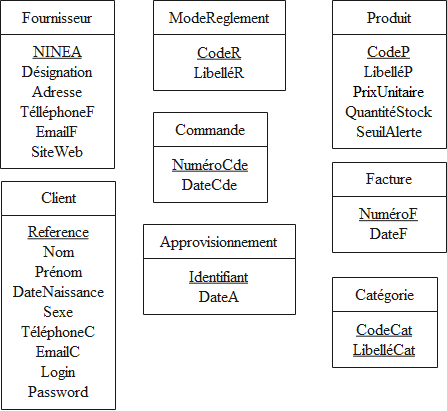 Fournisseur
NINEA
Désignation
Adresse
TélléphoneF
EmailF
SiteWeb
Client
Reference
Nom
Prénom
DateNaissance
Sexe
TéléphoneC
EmailC
Login
Password
ModeReglement
CodeR
LibelléR
Commande
NuméroCde
DateCde
Approvisionnement
Identifiant
DateA
Produit
CodeP
LibelléP
PrixUnitaire
QuantitéStock
SeuilAlerte
Facture
NuméroF
DateF
Catégorie
CodeCat
LibelléCat